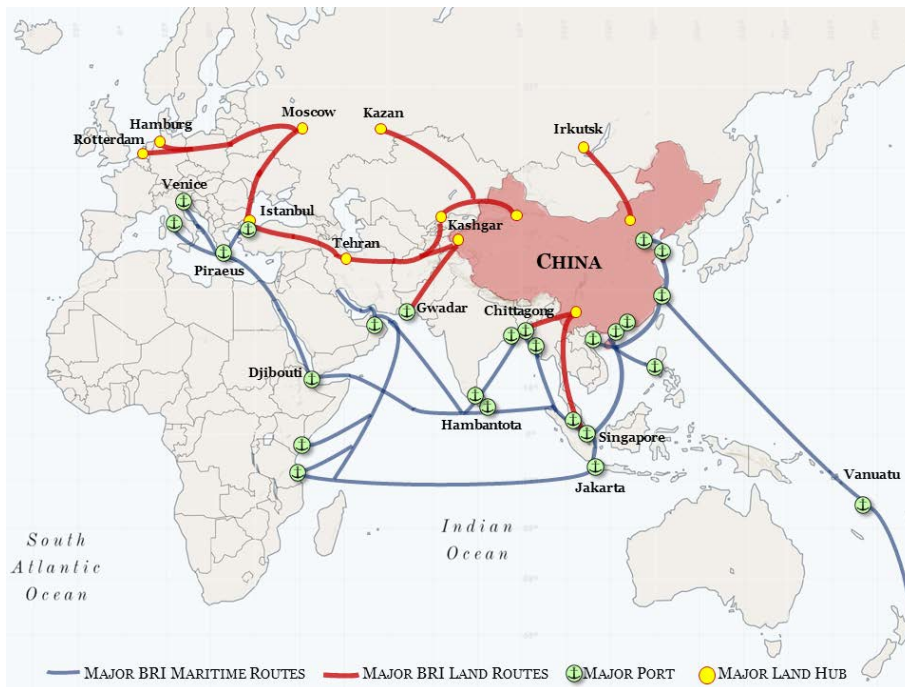 Moscow
Kazan
Hamburg
Irkutsk
Rotterdam
Venice
Istanbul
Kashgar
Tehran
CHINA
Piraeus
Gwadar
Chittagong
Djibouti
Hambantota
Singapore
Jakarta
Vanuatu
Indian
Ocean
South
Atlantic
Ocean
MAJOR BRI MARITIME ROUTES
MAJOR BRI LAND ROUTES
MAJOR PORT
MAJOR LAND HUB